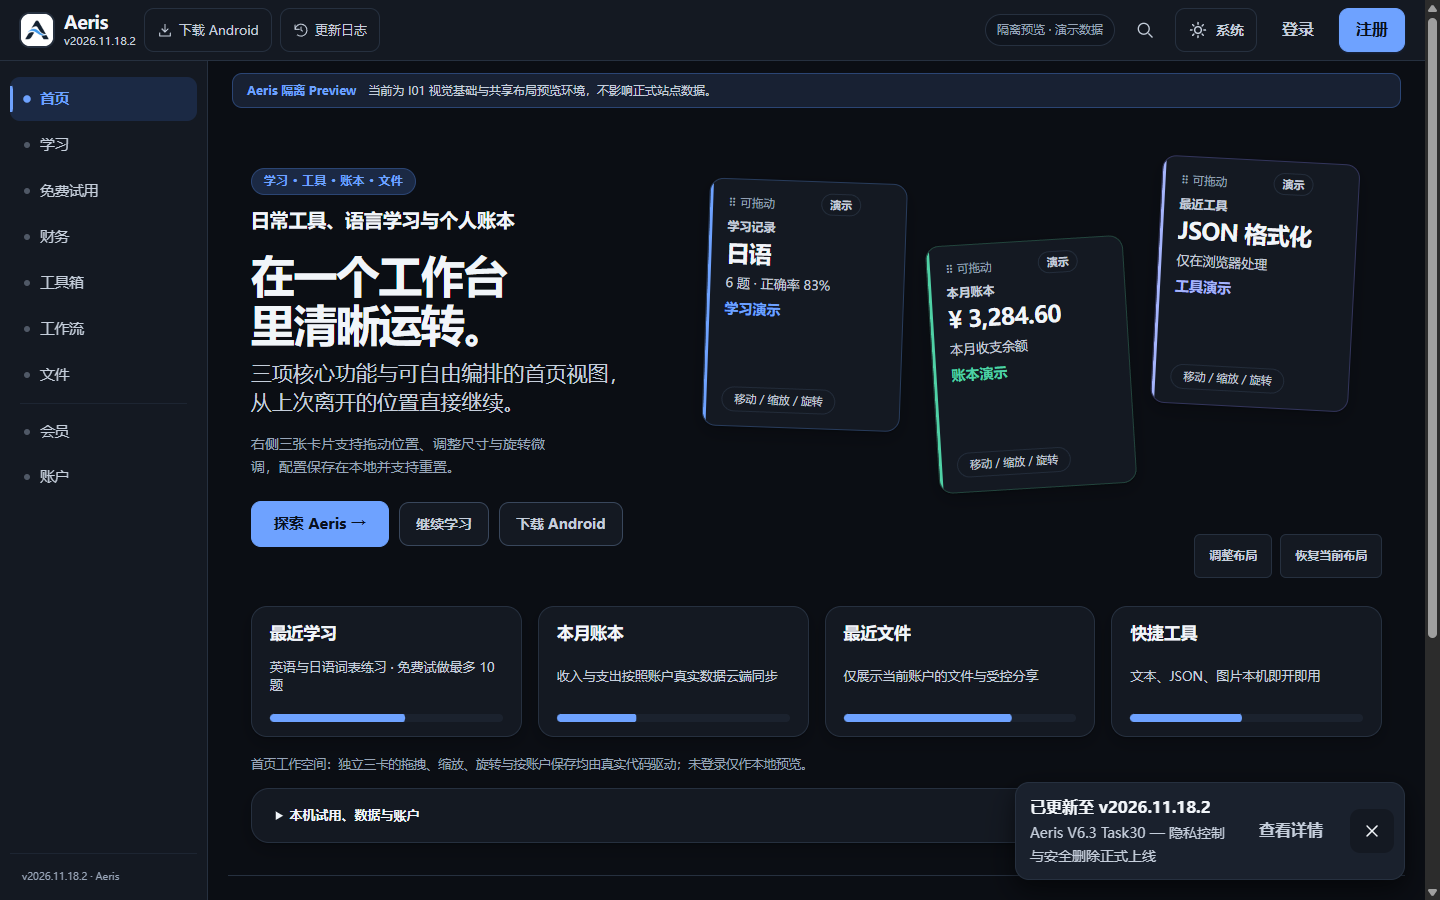 Aeris
v2026.11.18.2
下载 Android
更新日志
隔离预览 · 演示数据
系统
登录
注册
首页
学习
免费试用
财务
工具箱
工作流
文件
会员
账户
v2026.11.18.2 · Aeris
Aeris 隔离 Preview 当前为 I01 视觉基础与共享布局预览环境，不影响正式站点数据。
学习 • 工具 • 账本 • 文件
日常工具、语言学习与个人账本
在一个工作台
里清晰运转。
三项核心功能与可自由编排的首页视图，
从上次离开的位置直接继续。
右侧三张卡片支持拖动位置、调整尺寸与旋转微
调，配置保存在本地并支持重置。
探索 Aeris →
继续学习
下载 Android
⠿ 可拖动
演示
学习记录
日语
6 题 · 正确率 83%
学习演示
移动 / 缩放 / 旋转
⠿ 可拖动
演示
本月账本
¥ 3,284.60
本月收支余额
账本演示
移动 / 缩放 / 旋转
⠿ 可拖动
演示
最近工具
JSON 格式化
仅在浏览器处理
工具演示
移动 / 缩放 / 旋转
调整布局
恢复当前布局
最近学习
英语与日语词表练习 · 免费试做最多 10
题
本月账本
收入与支出按照账户真实数据云端同步
最近文件
仅展示当前账户的文件与受控分享
快捷工具
文本、JSON、图片本机即开即用
首页工作空间：独立三卡的拖拽、缩放、旋转与按账户保存均由真实代码驱动；未登录仅作本地预览。
▶ 本机试用、数据与账户
已更新至 v2026.11.18.2
Aeris V6.3 Task30 — 隐私控制
与安全删除正式上线
查看详情